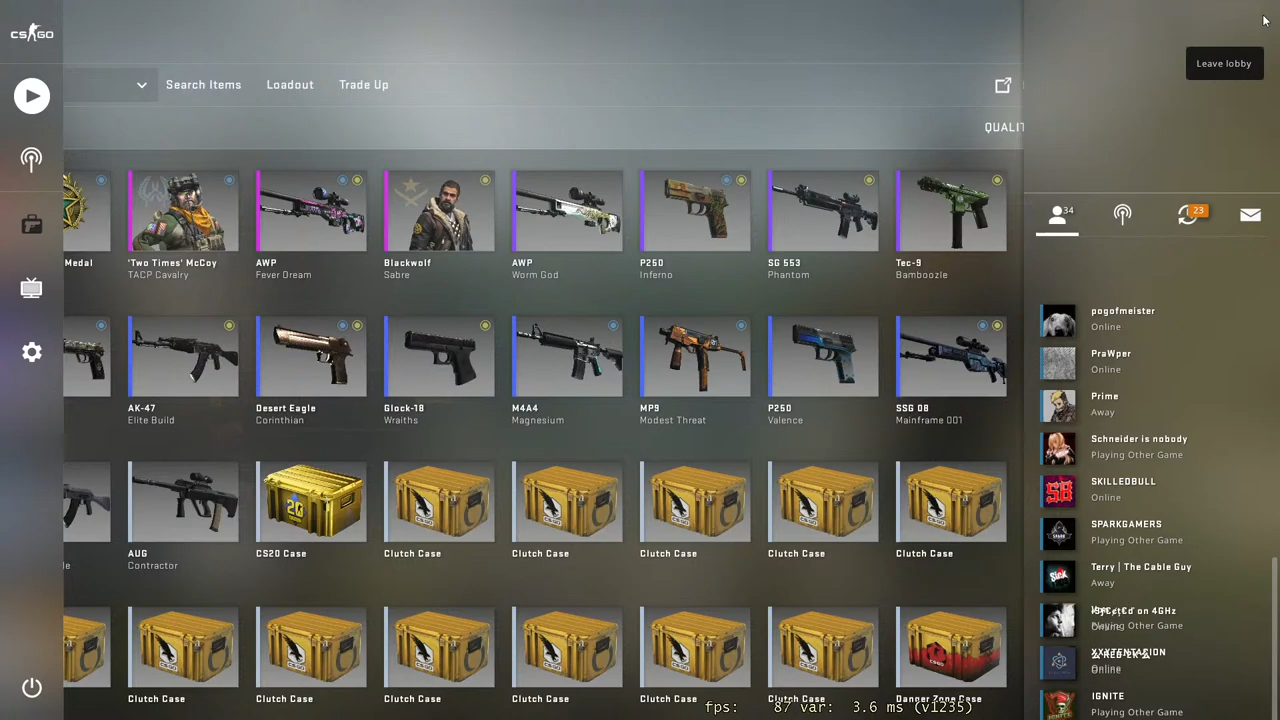 CS GO
Search Items
Loadout
Trade Up
Leave lobby
QUALIT
34
23
Medal
'Two Times' McCoy
TACP Cavalry
AWP
Fever Dream
Blackwolf
Sabre
AWP
Worm God
P250
Inferno
SG 553
Phantom
Tec-9
Bamboozle
AK-47
Elite Build
Desert Eagle
Corinthian
Glock-18
Wraiths
M4A4
Magnesium
MP9
Modest Threat
P250
Valence
SSG 08
Mainframe 001
le
AUG
Contractor
CS20 Case
Clutch Case
Clutch Case
Clutch Case
Clutch Case
Clutch Case
Clutch Case
Clutch Case
Clutch Case
Clutch Case
Clutch Case
Clutch Case
Danger Zone Case
fps: 87 var: 3.6 ms (v1235)
pogofmeister
Online
PraWper
Online
Prime
Away
Schneider is nobody
Playing Other Game
SKILLEDBULL
Online
SPARKGAMERS
Playing Other Game
Terry | The Cable Guy
Away
on 4GHz
Playing Other Game
XXXTENTAZION
Online
IGNITE
Playing Other Game